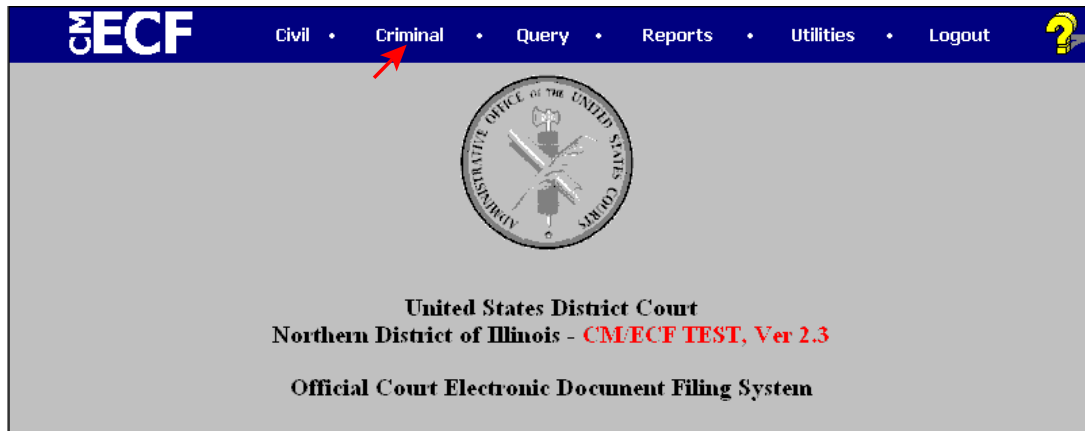 CM ECF Civil • Criminal • Query • Reports • Utilities • Logout ?
ADMINISTRATIVE OFFICE OF THE UNITED STATES COURTS
United States District Court
Northern District of Illinois - CM/ECF TEST, Ver 2.3
Official Court Electronic Document Filing System